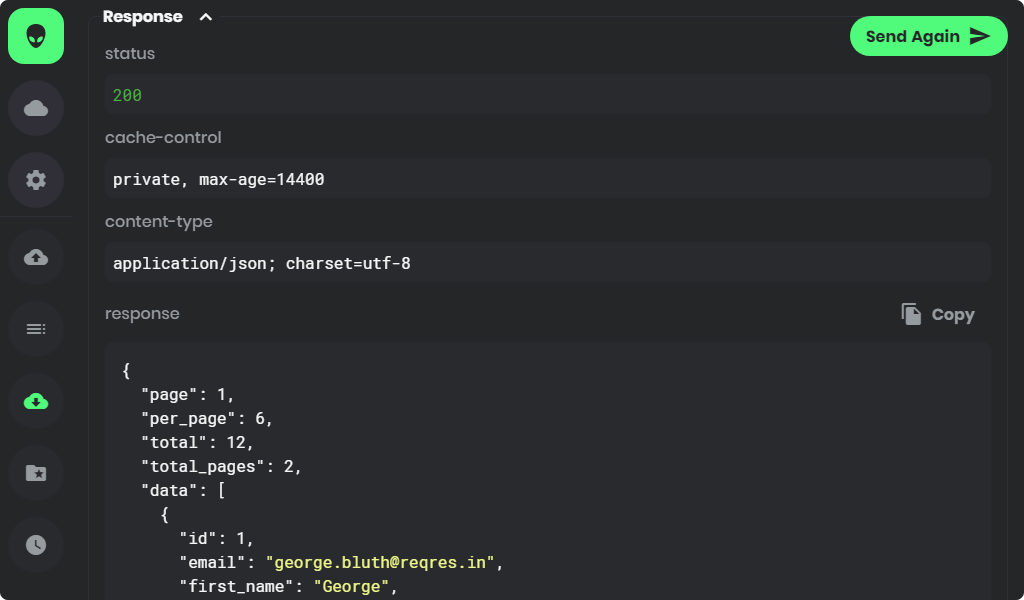 Response
Send Again
status
200
cache-control
private, max-age=14400
content-type
application/json; charset=utf-8
response
Copy
{
  "page": 1,
  "per_page": 6,
  "total": 12,
  "total_pages": 2,
  "data": [
    {
      "id": 1,
      "email": "george.bluth@reqres.in",
      "first_name": "George",